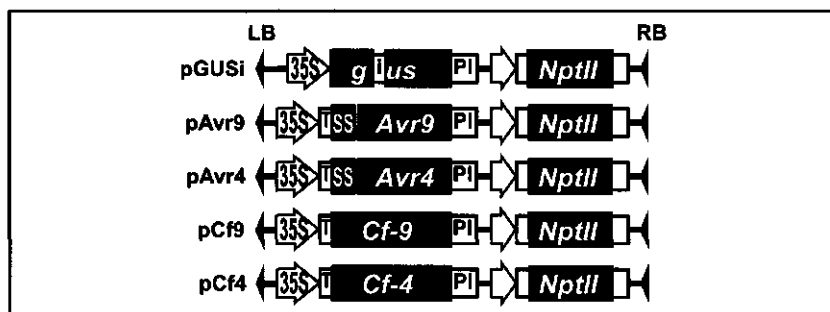 LB RB
pGUSi 35S g i us PI NptII
pAvr9 35S T SS Avr9 PI NptII
pAvr4 35S T SS Avr4 PI NptII
pCf9 35S T Cf-9 PI NptII
pCf4 35S T Cf-4 PI NptII